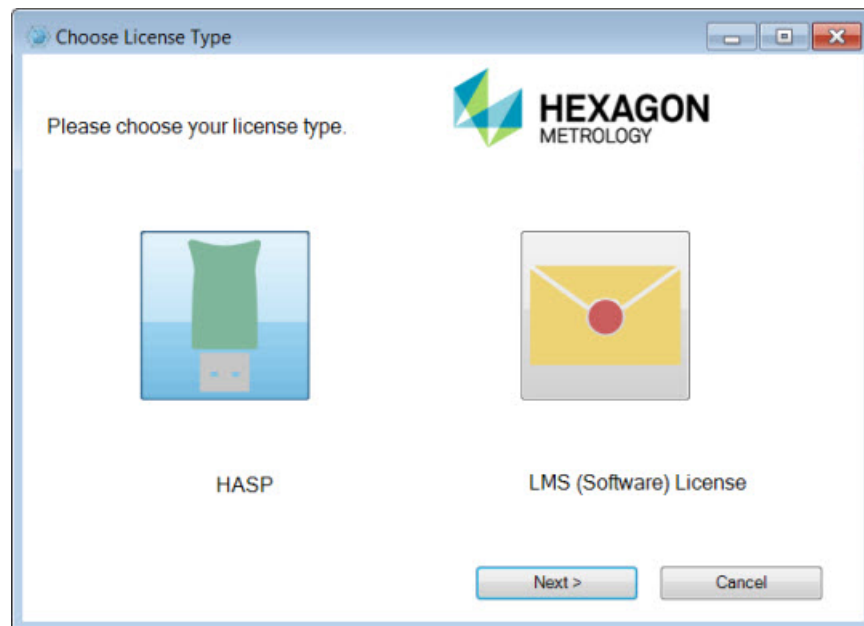 Choose License Type
Please choose your license type.
HEXAGON
METROLOGY
HASP
LMS (Software) License
Next >
Cancel